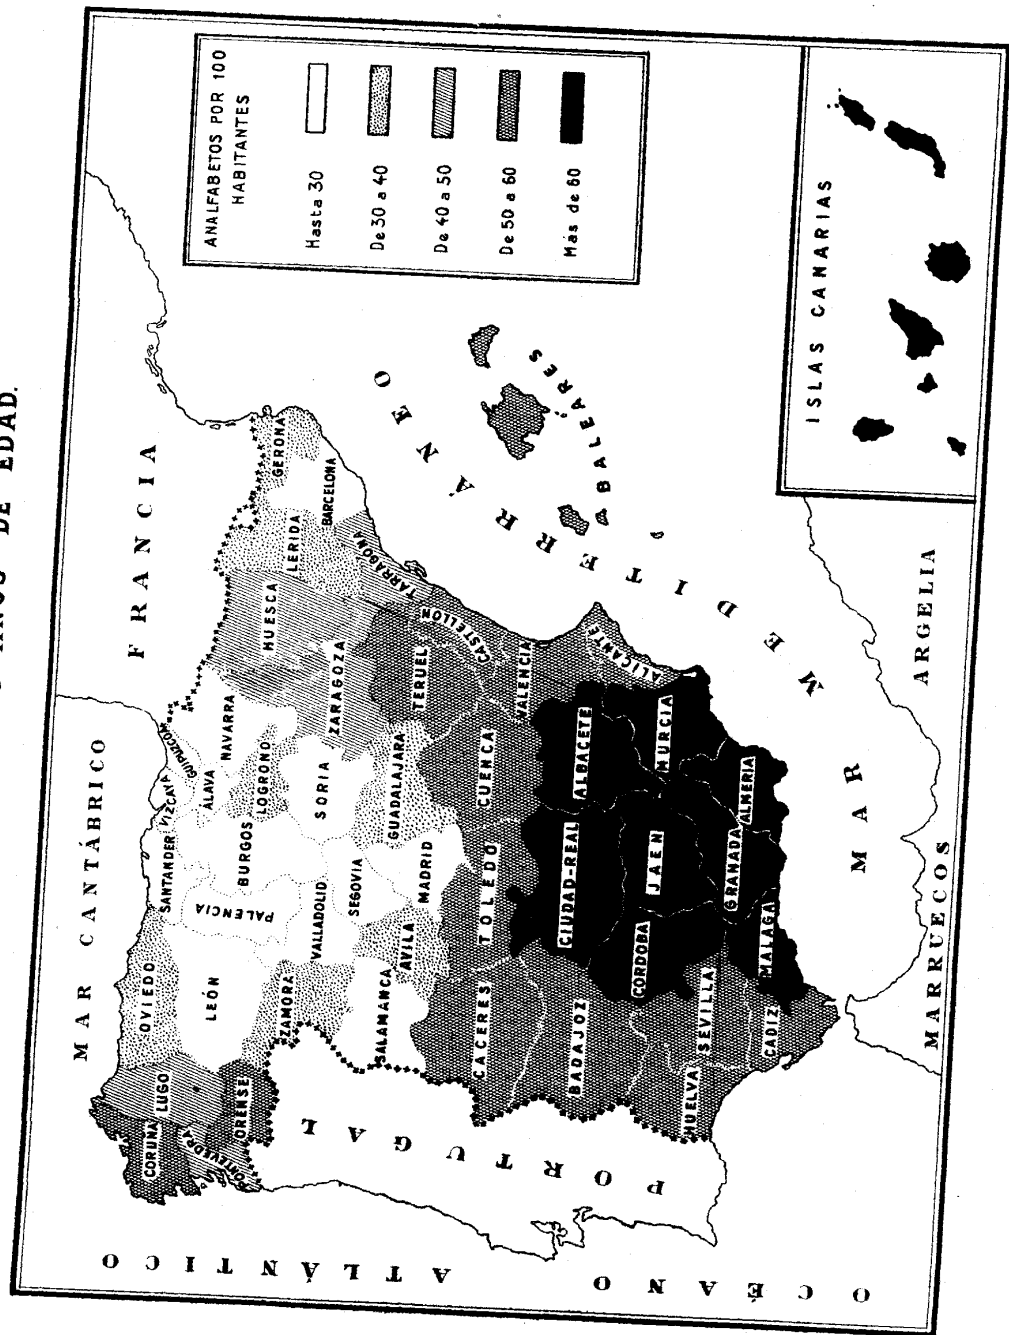 AÑOS DE EDAD.
ANALFABETOS POR 100
HABITANTES
Hasta 30
De 30 a 40
De 40 a 50
De 50 a 60
Más de 60
MAR CANTÁBRICO
FRANCIA
OCÉANO ATLÁNTICO
PORTUGAL
MAR MEDITERRÁNEO
BALEARES
ISLAS CANARIAS
MARRUECOS
ARGELIA
CORUÑA
LUGO
ORENSE
OVIEDO
LEÓN
SANTANDER
VIZCAYA
GUIPUZCOA
ALAVA
NAVARRA
PALENCIA
BURGOS
LOGROÑO
ZAMORA
VALLADOLID
SORIA
HUESCA
ZARAGOZA
LERIDA
GERONA
BARCELONA
TARRAGONA
SALAMANCA
AVILA
SEGOVIA
MADRID
GUADALAJARA
TERUEL
CASTELLON
CACERES
TOLEDO
CUENCA
VALENCIA
BADAJOZ
CIUDAD-REAL
ALBACETE
ALICANTE
HUELVA
SEVILLA
CORDOBA
JAEN
MURCIA
CADIZ
MALAGA
GRANADA
ALMERIA